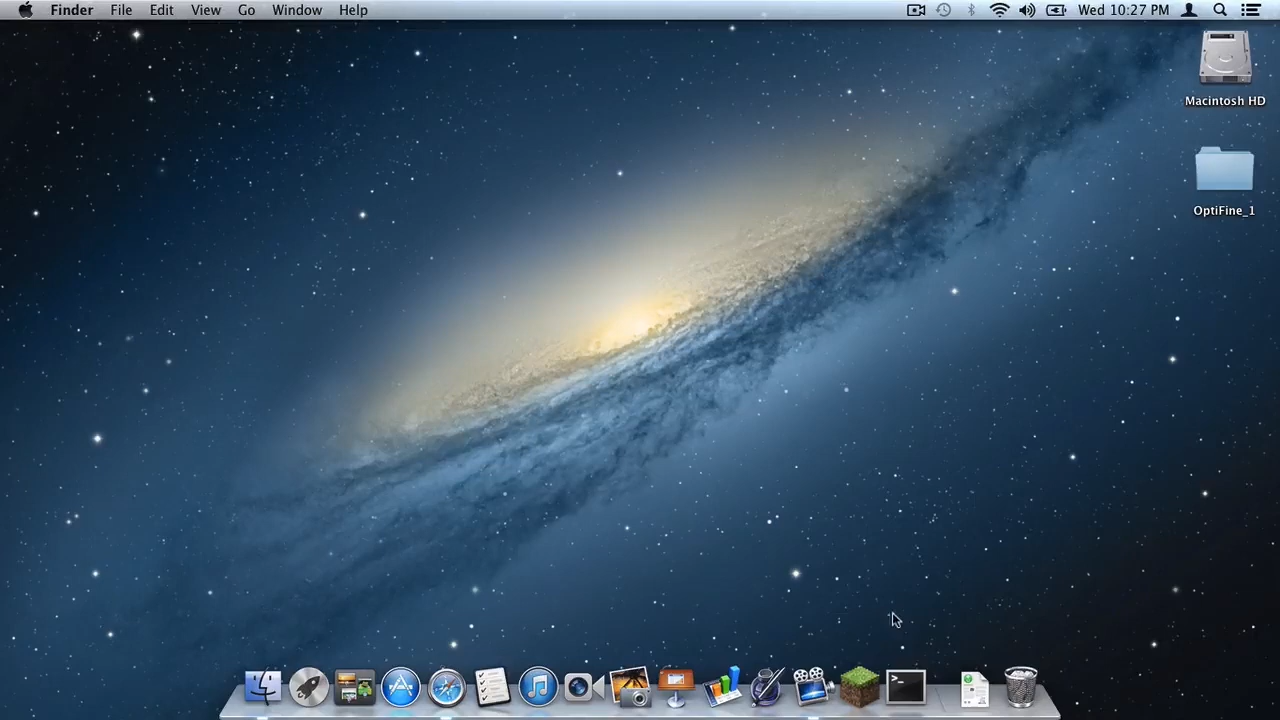 Finder File Edit View Go Window Help Wed 10:27 PM
Macintosh HD
OptiFine_1
>_